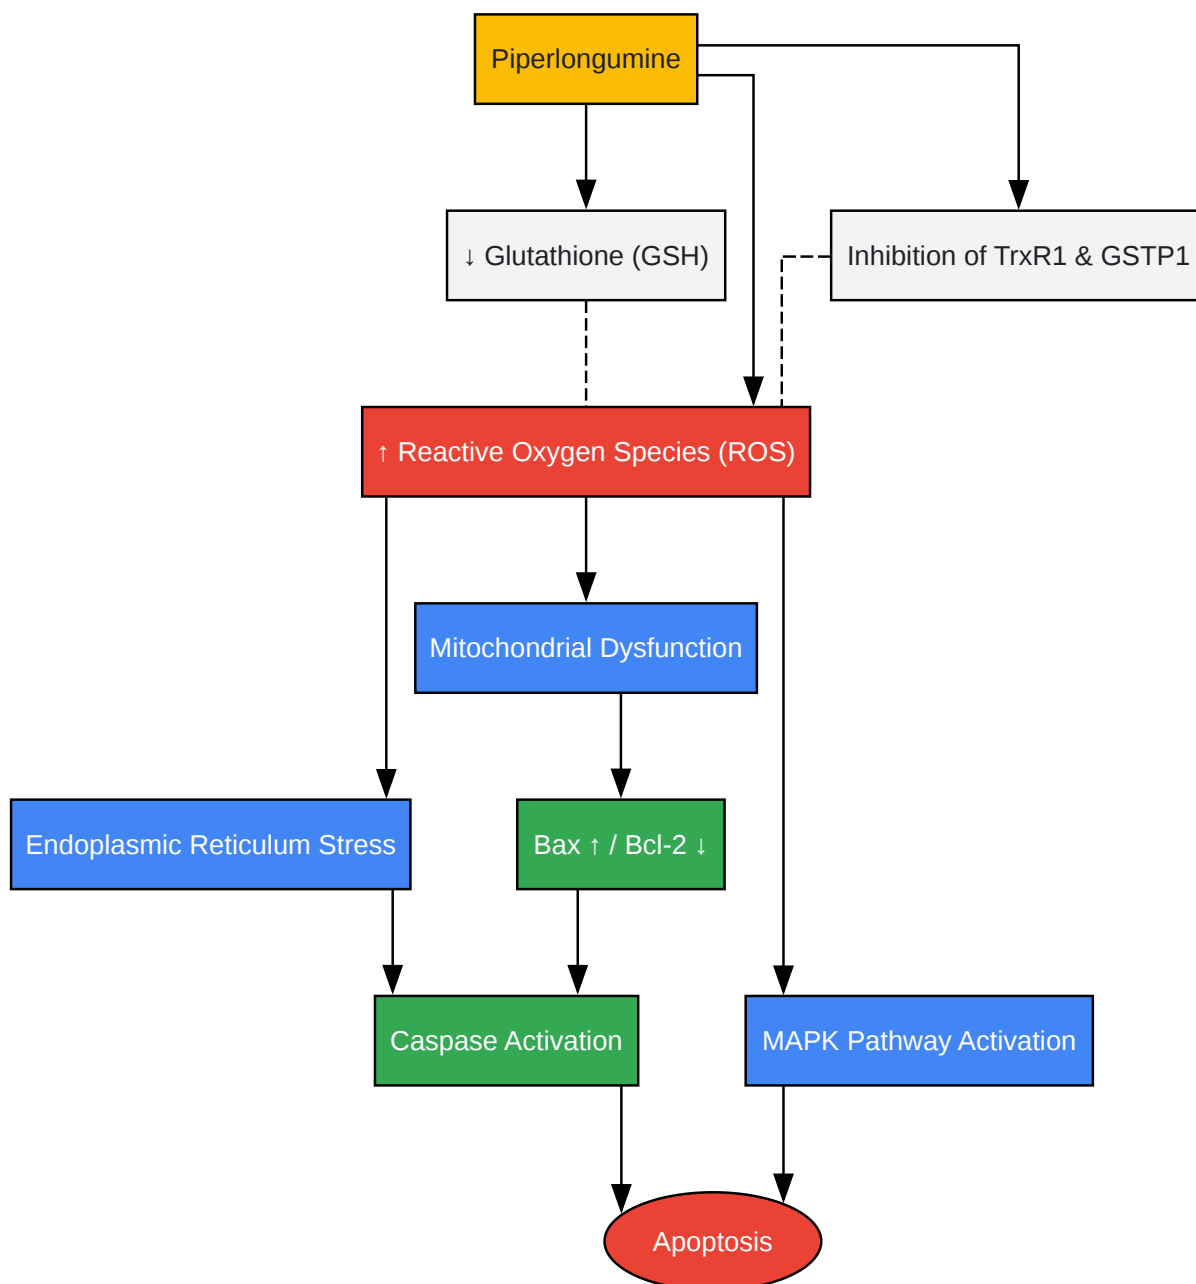 Piperlongumine
↓ Glutathione (GSH)
Inhibition of TrxR1 & GSTP1
↑ Reactive Oxygen Species (ROS)
Mitochondrial Dysfunction
Endoplasmic Reticulum Stress
Bax ↑ / Bcl-2 ↓
Caspase Activation
MAPK Pathway Activation
Apoptosis